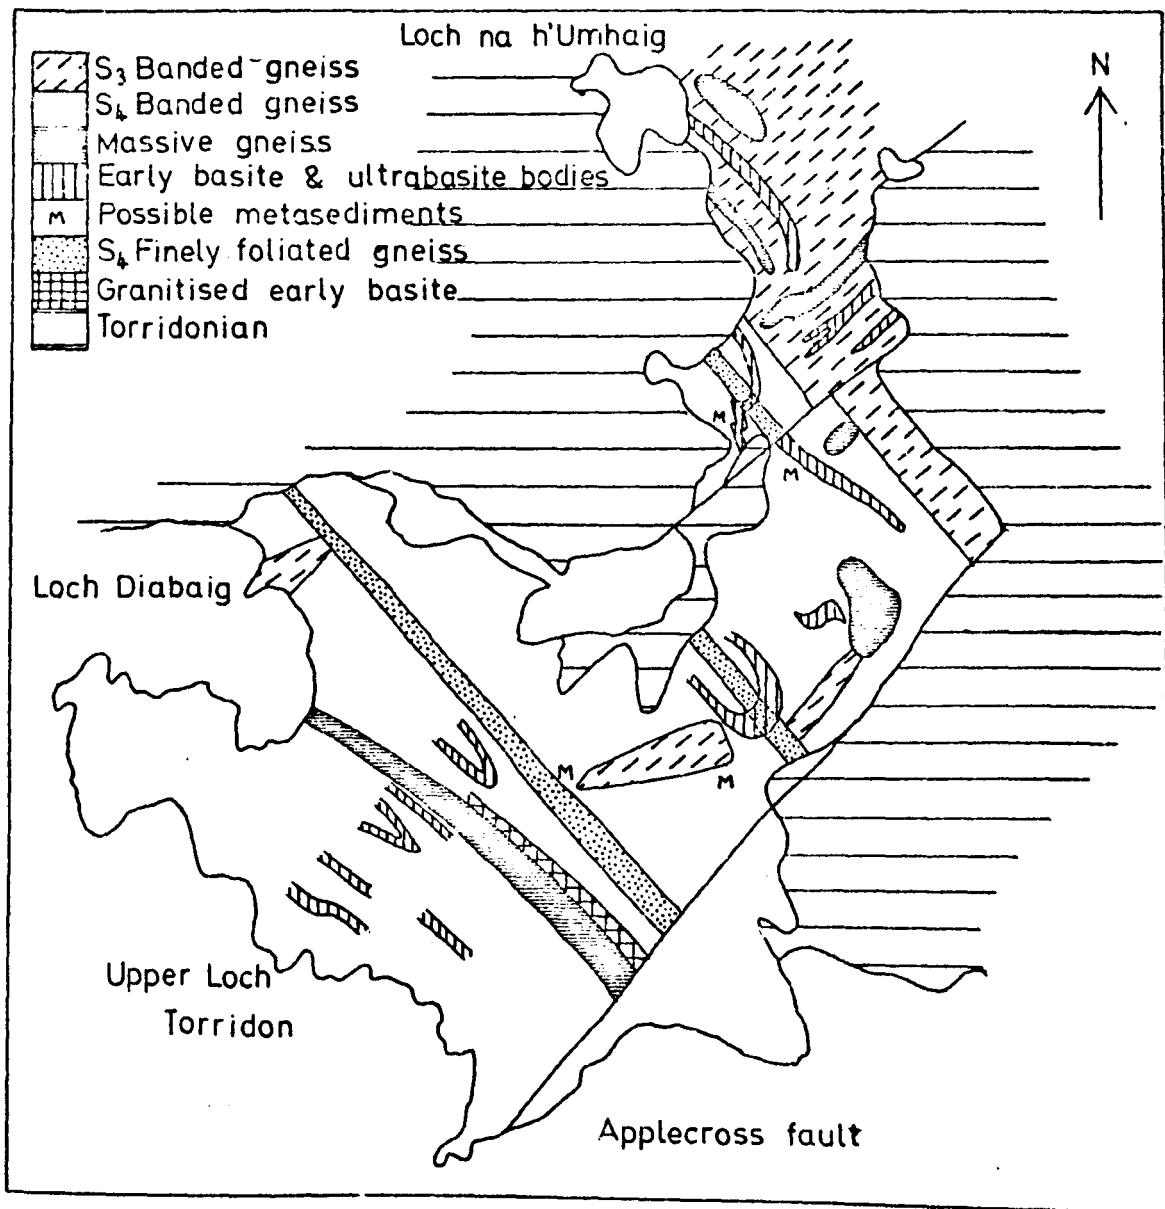 Loch na h'Umhaig
S3 Banded gneiss
S4 Banded gneiss
Massive gneiss
Early basite & ultrabasite bodies
M Possible metasediments
S4 Finely foliated gneiss
Granitised early basite
Torridonian
N
M
M
Loch Diabaig
M
M
Upper Loch
Torridon
Applecross fault